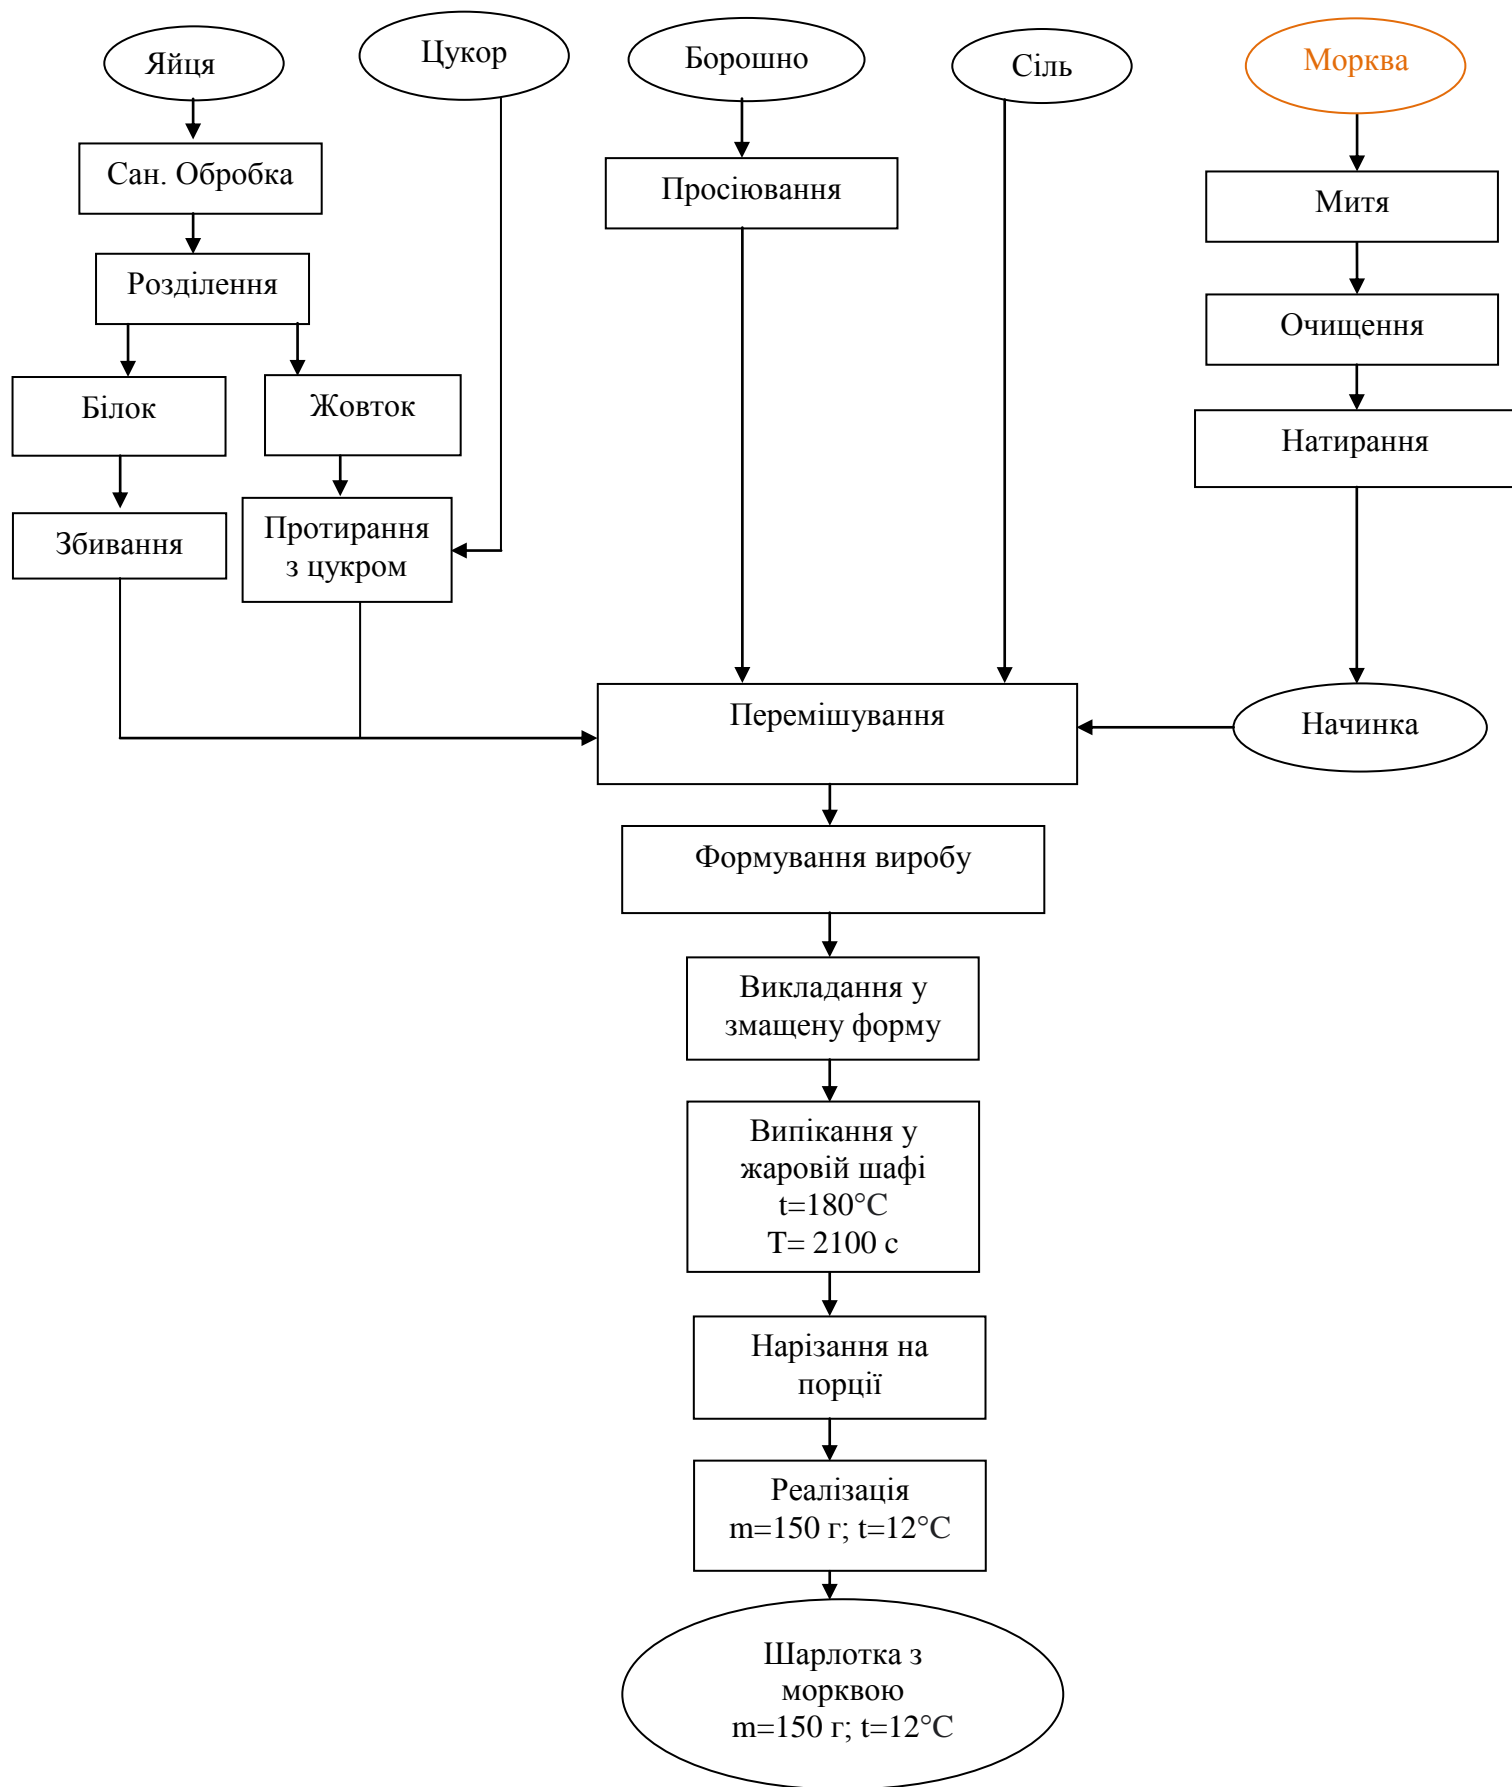 Яйця
Цукор
Борошно
Сіль
Морква
Сан. Обробка
Просіювання
Митя
Розділення
Очищення
Білок
Жовток
Натирання
Збивання
Протирання
з цукром
Перемішування
Начинка
Формування виробу
Викладання у
змащену форму
Випікання у
жаровій шафі
t=180°C
T= 2100 с
Нарізання на
порції
Реалізація
m=150 г; t=12°C
Шарлотка з
морквою
m=150 г; t=12°C